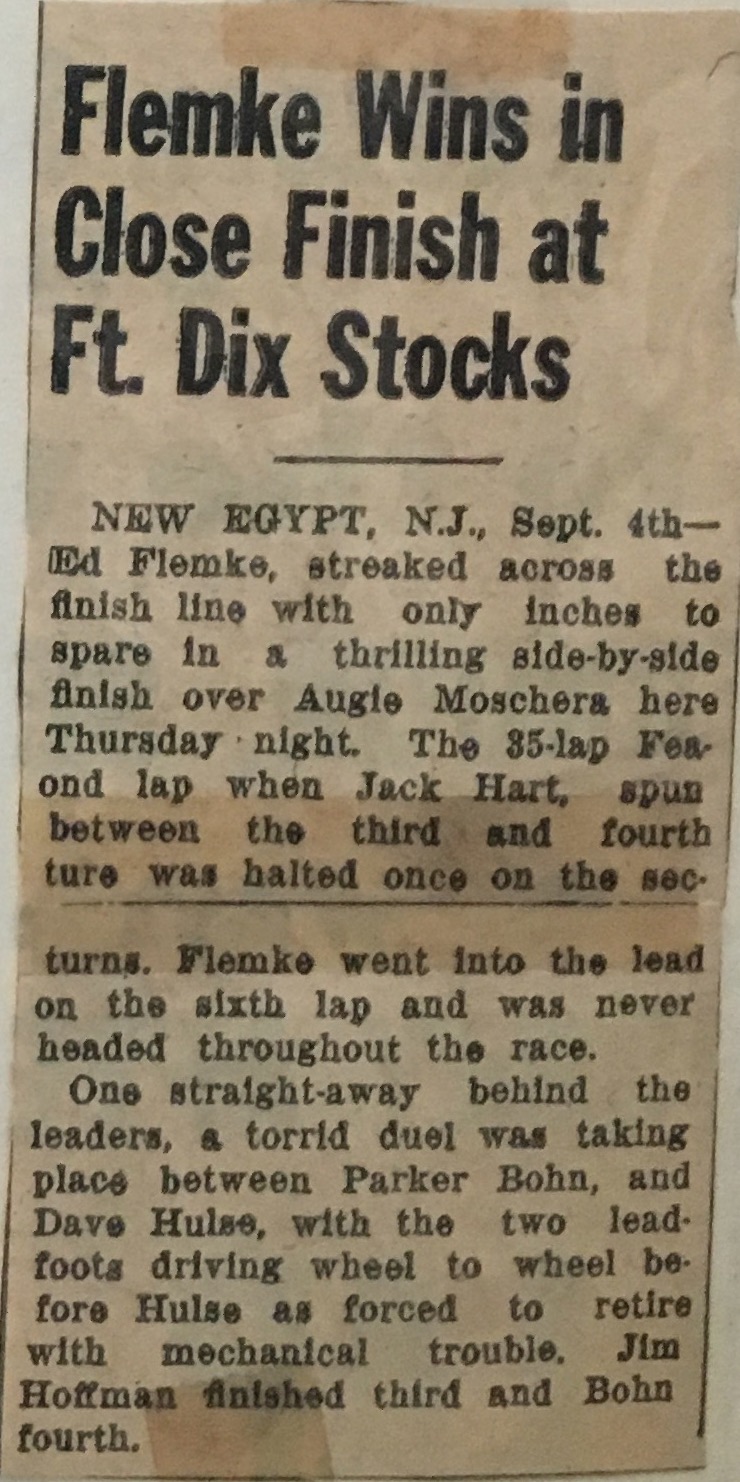 Flemke Wins in
Close Finish at
Ft. Dix Stocks
NEW EGYPT, N.J., Sept. 4th—
Ed Flemke, streaked across the
finish line with only inches to
spare in a thrilling side-by-side
finish over Augie Moschera here
Thursday night. The 35-lap Fea-
ond lap when Jack Hart, spun
between the third and fourth
ture was halted once on the sec-
turns. Flemke went into the lead
on the sixth lap and was never
headed throughout the race.
One straight-away behind the
leaders, a torrid duel was taking
place between Parker Bohn, and
Dave Hulse, with the two lead-
foots driving wheel to wheel be-
fore Hulse as forced to retire
with mechanical trouble. Jim
Hoffman finished third and Bohn
fourth.